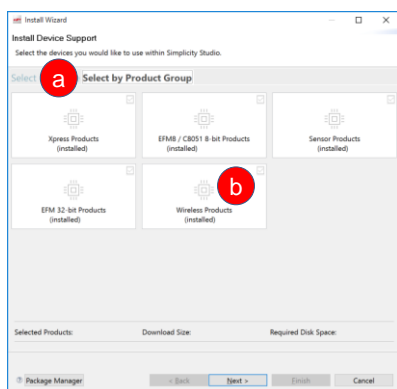 Install Wizard
Install Device Support
Select the devices you would like to use within Simplicity Studio.
Select
a
Select by Product Group
Xpress Products
(installed)
EFM8 / C8051 8-bit Products
(installed)
Sensor Products
(installed)
EFM 32-bit Products
(installed)
Wireless Products
(installed)
b
Selected Products:
Download Size:
Required Disk Space:
Package Manager
< Back
Next >
Finish
Cancel